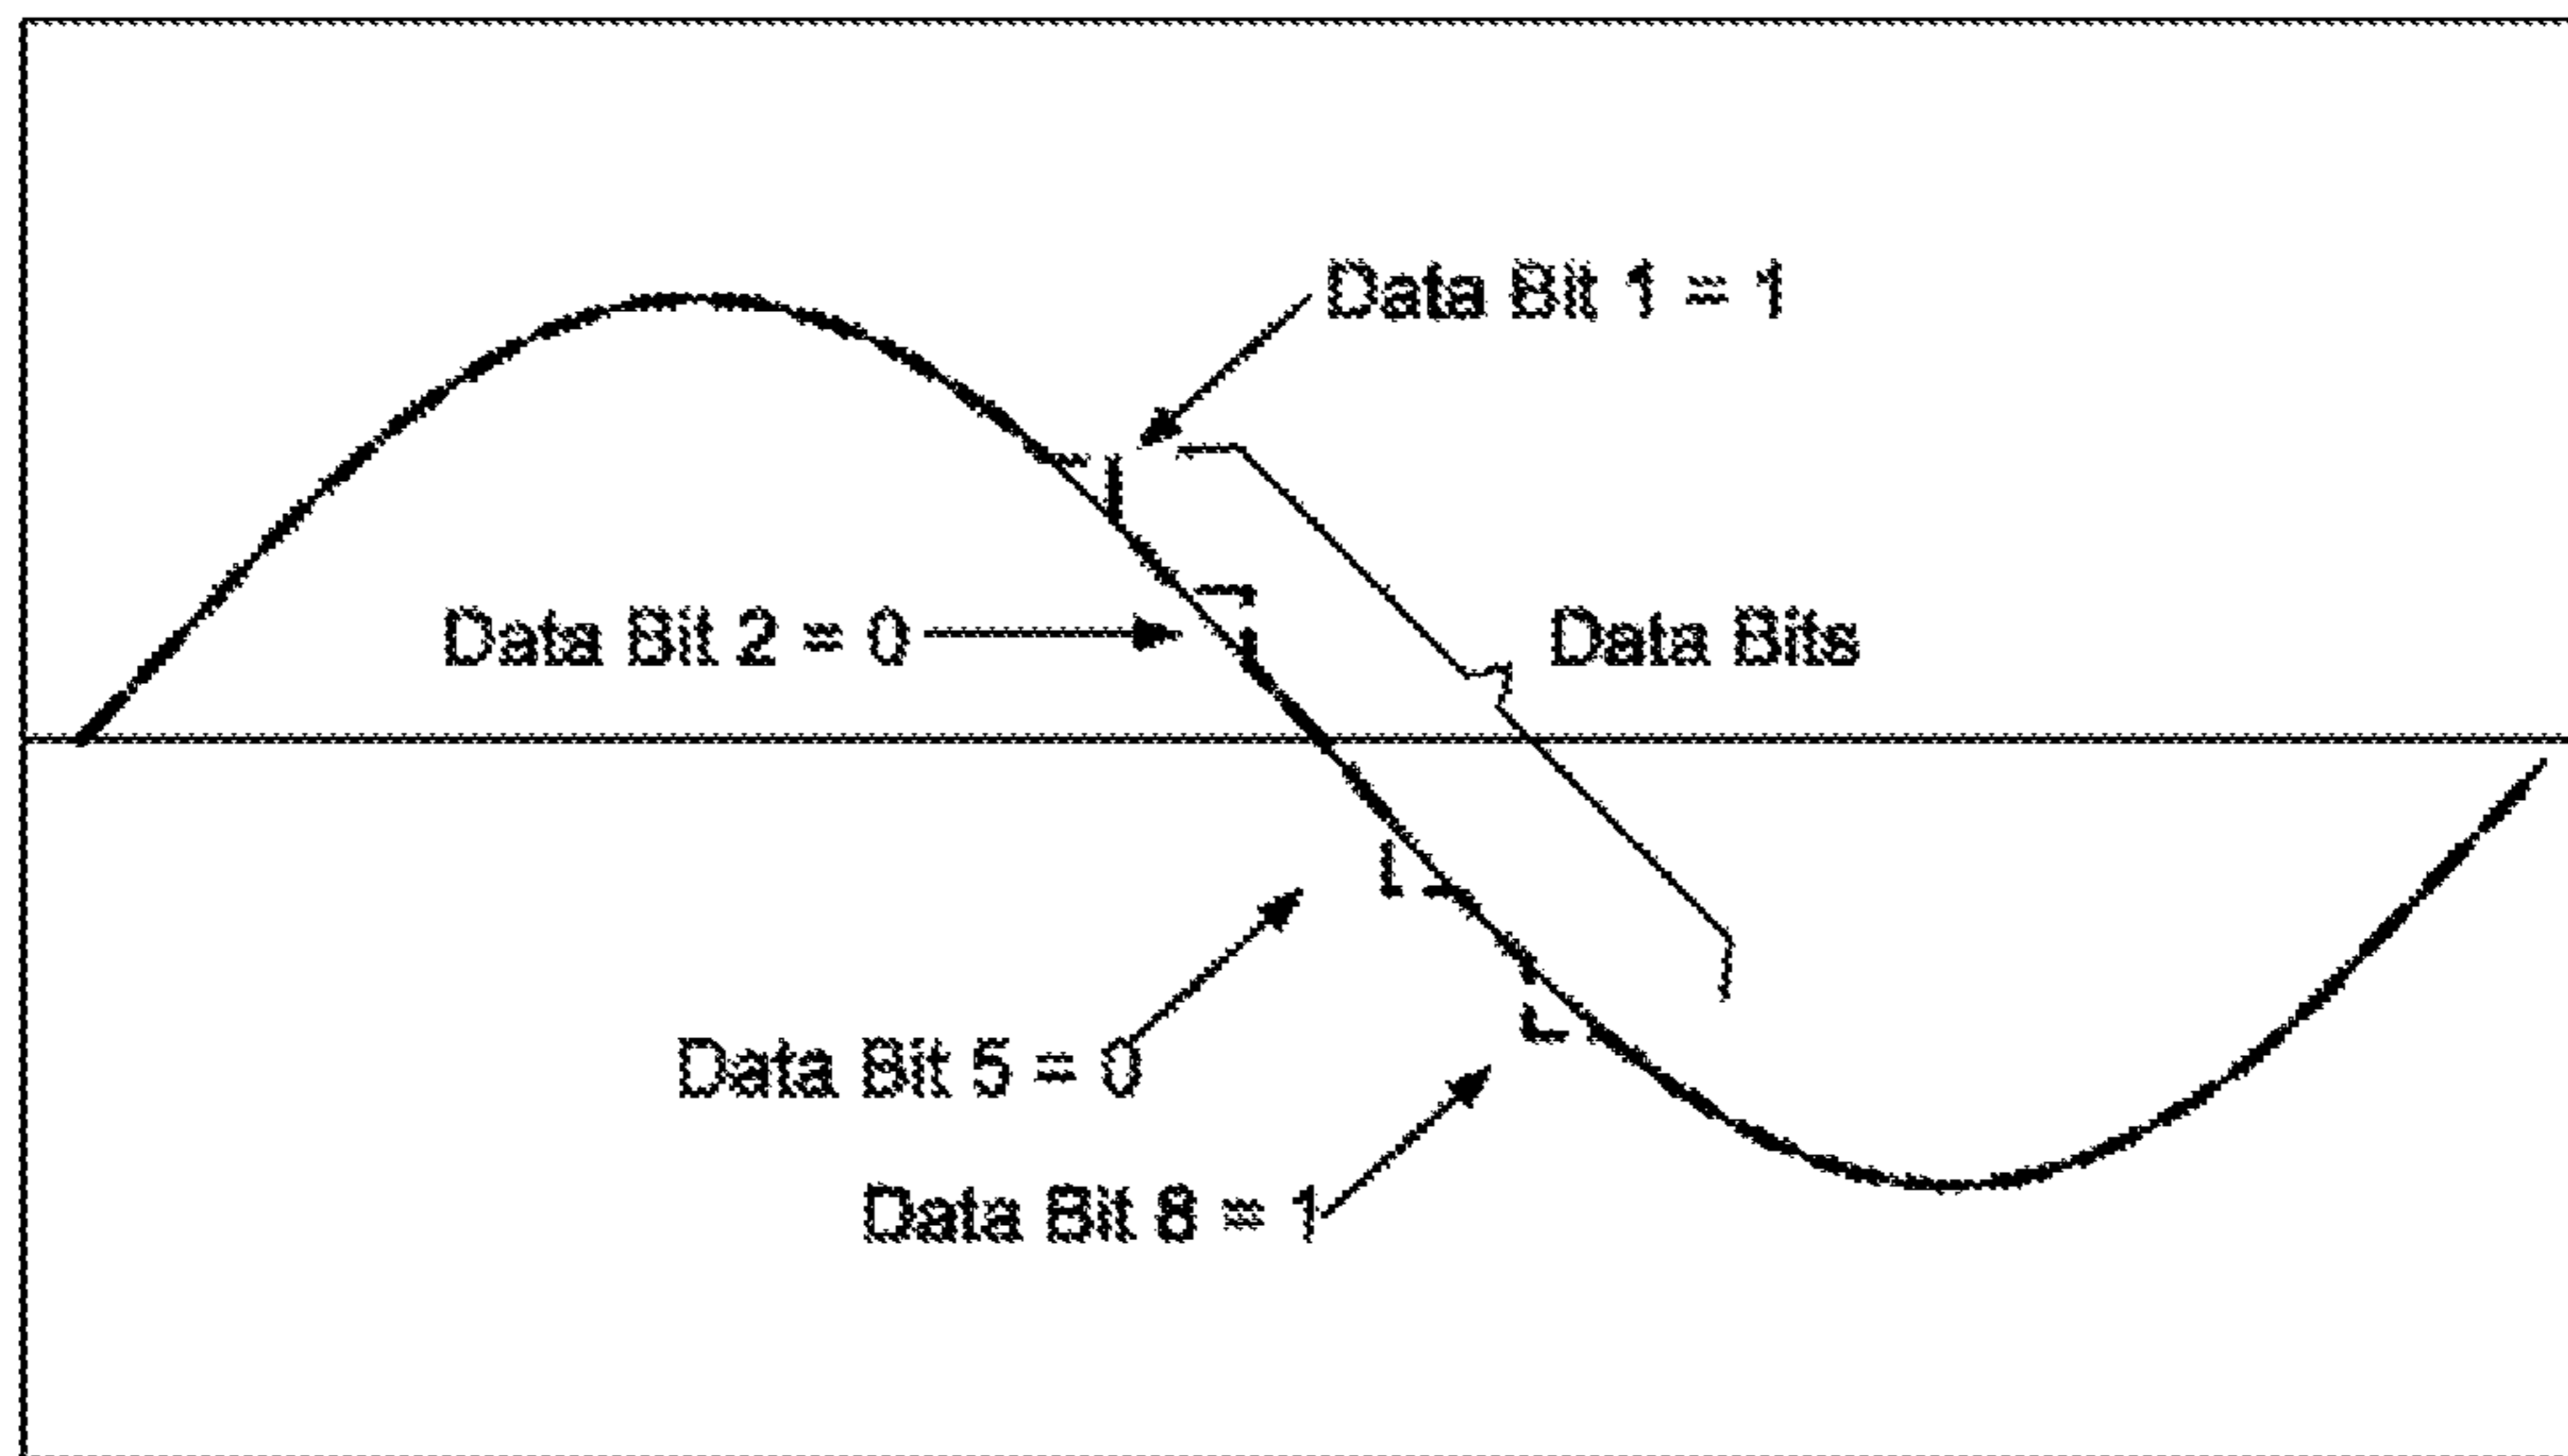 Data Bit 1 = 1
Data Bit 2 = 0
Data Bits
Data Bit 5 = 0
Data Bit 8 = 1